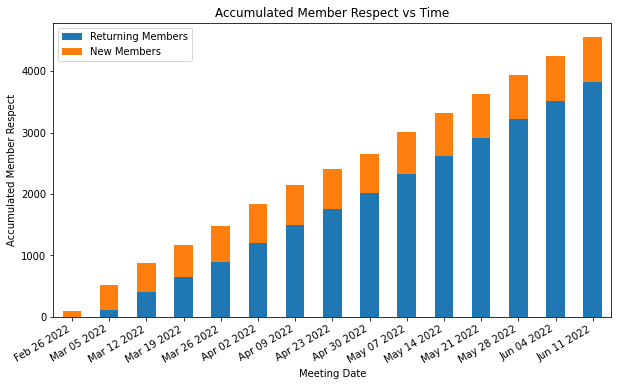 Accumulated Member Respect vs Time
Returning Members
New Members
Accumulated Member Respect
4000
3000
2000
1000
0
Feb 26 2022
Mar 05 2022
Mar 12 2022
Mar 19 2022
Mar 26 2022
Apr 02 2022
Apr 09 2022
Apr 23 2022
Apr 30 2022
May 07 2022
May 14 2022
May 21 2022
May 28 2022
Jun 04 2022
Jun 11 2022
Meeting Date